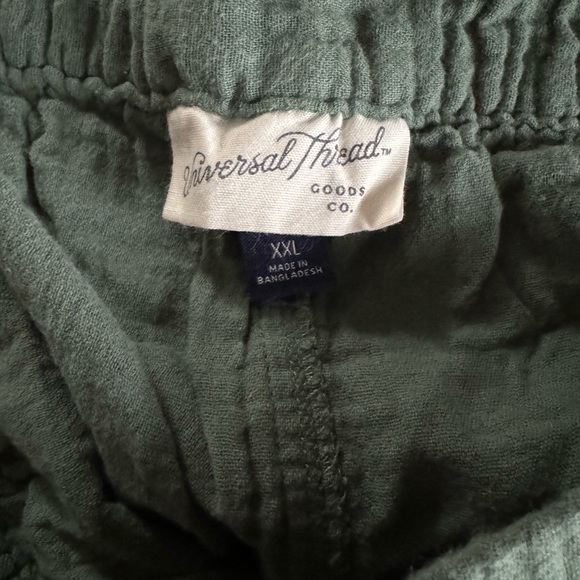 Universal Thread™
GOODS
CO.
XXL
MADE IN
BANGLADESH